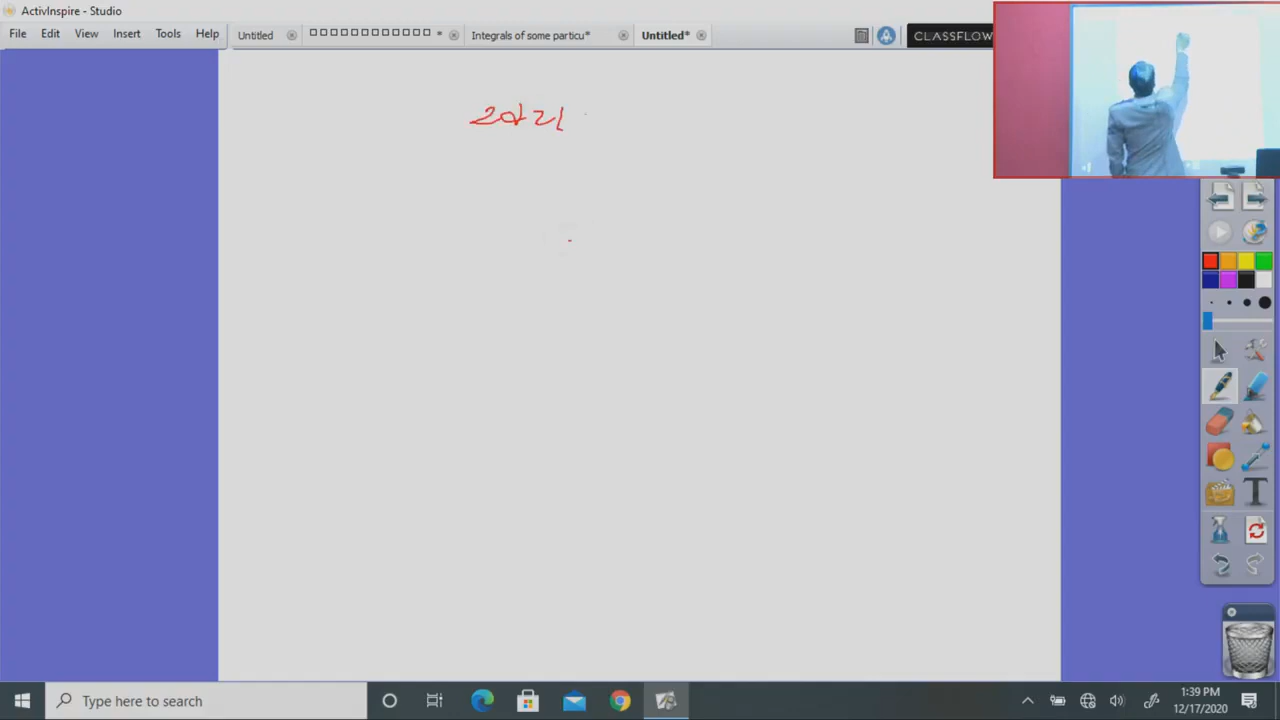 ActivInspire - Studio
File Edit View Insert Tools Help
Untitled □□□□□□□□□□□□ * Integrals of some particu* Untitled* CLASSFLOW
2021
Type here to search
1:39 PM
12/17/2020